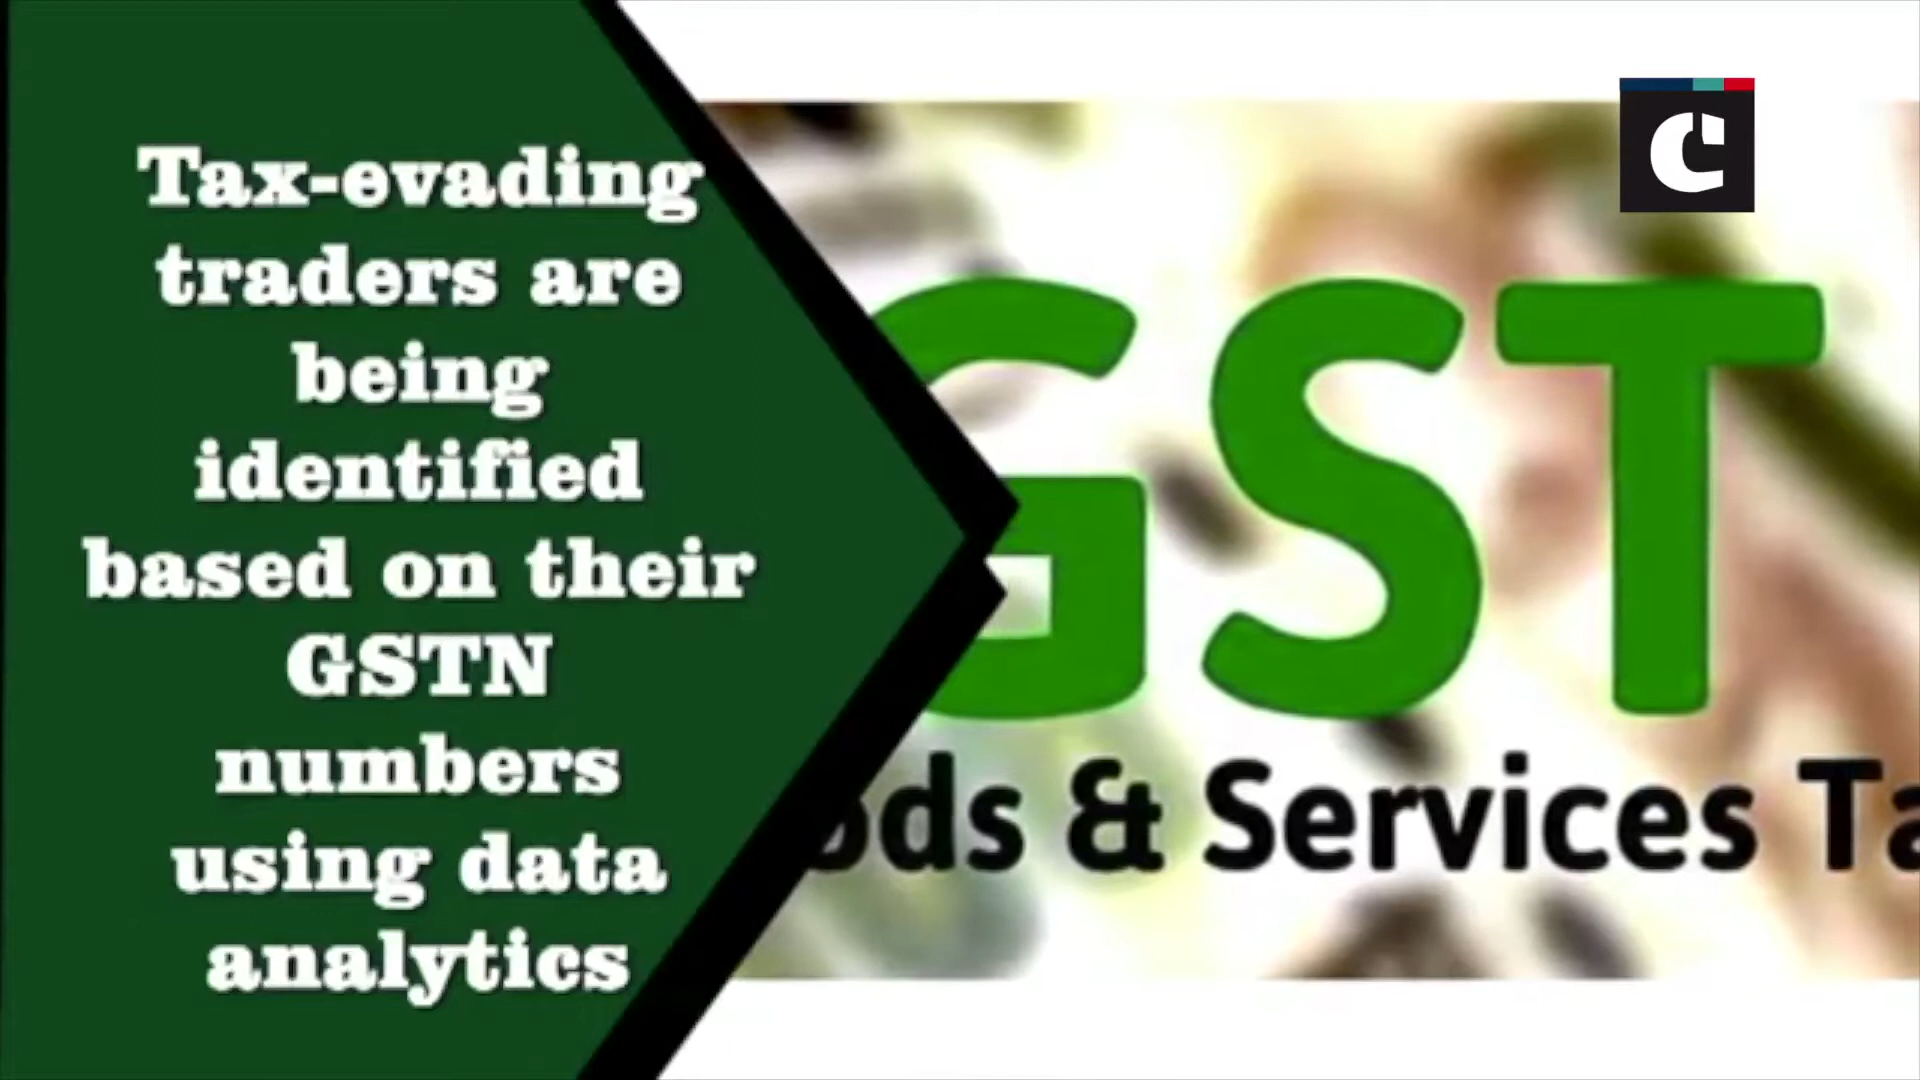 Tax-evading
traders are
being
identified
based on their
GSTN
numbers
using data
analytics
C
GST
ods & Services Ta